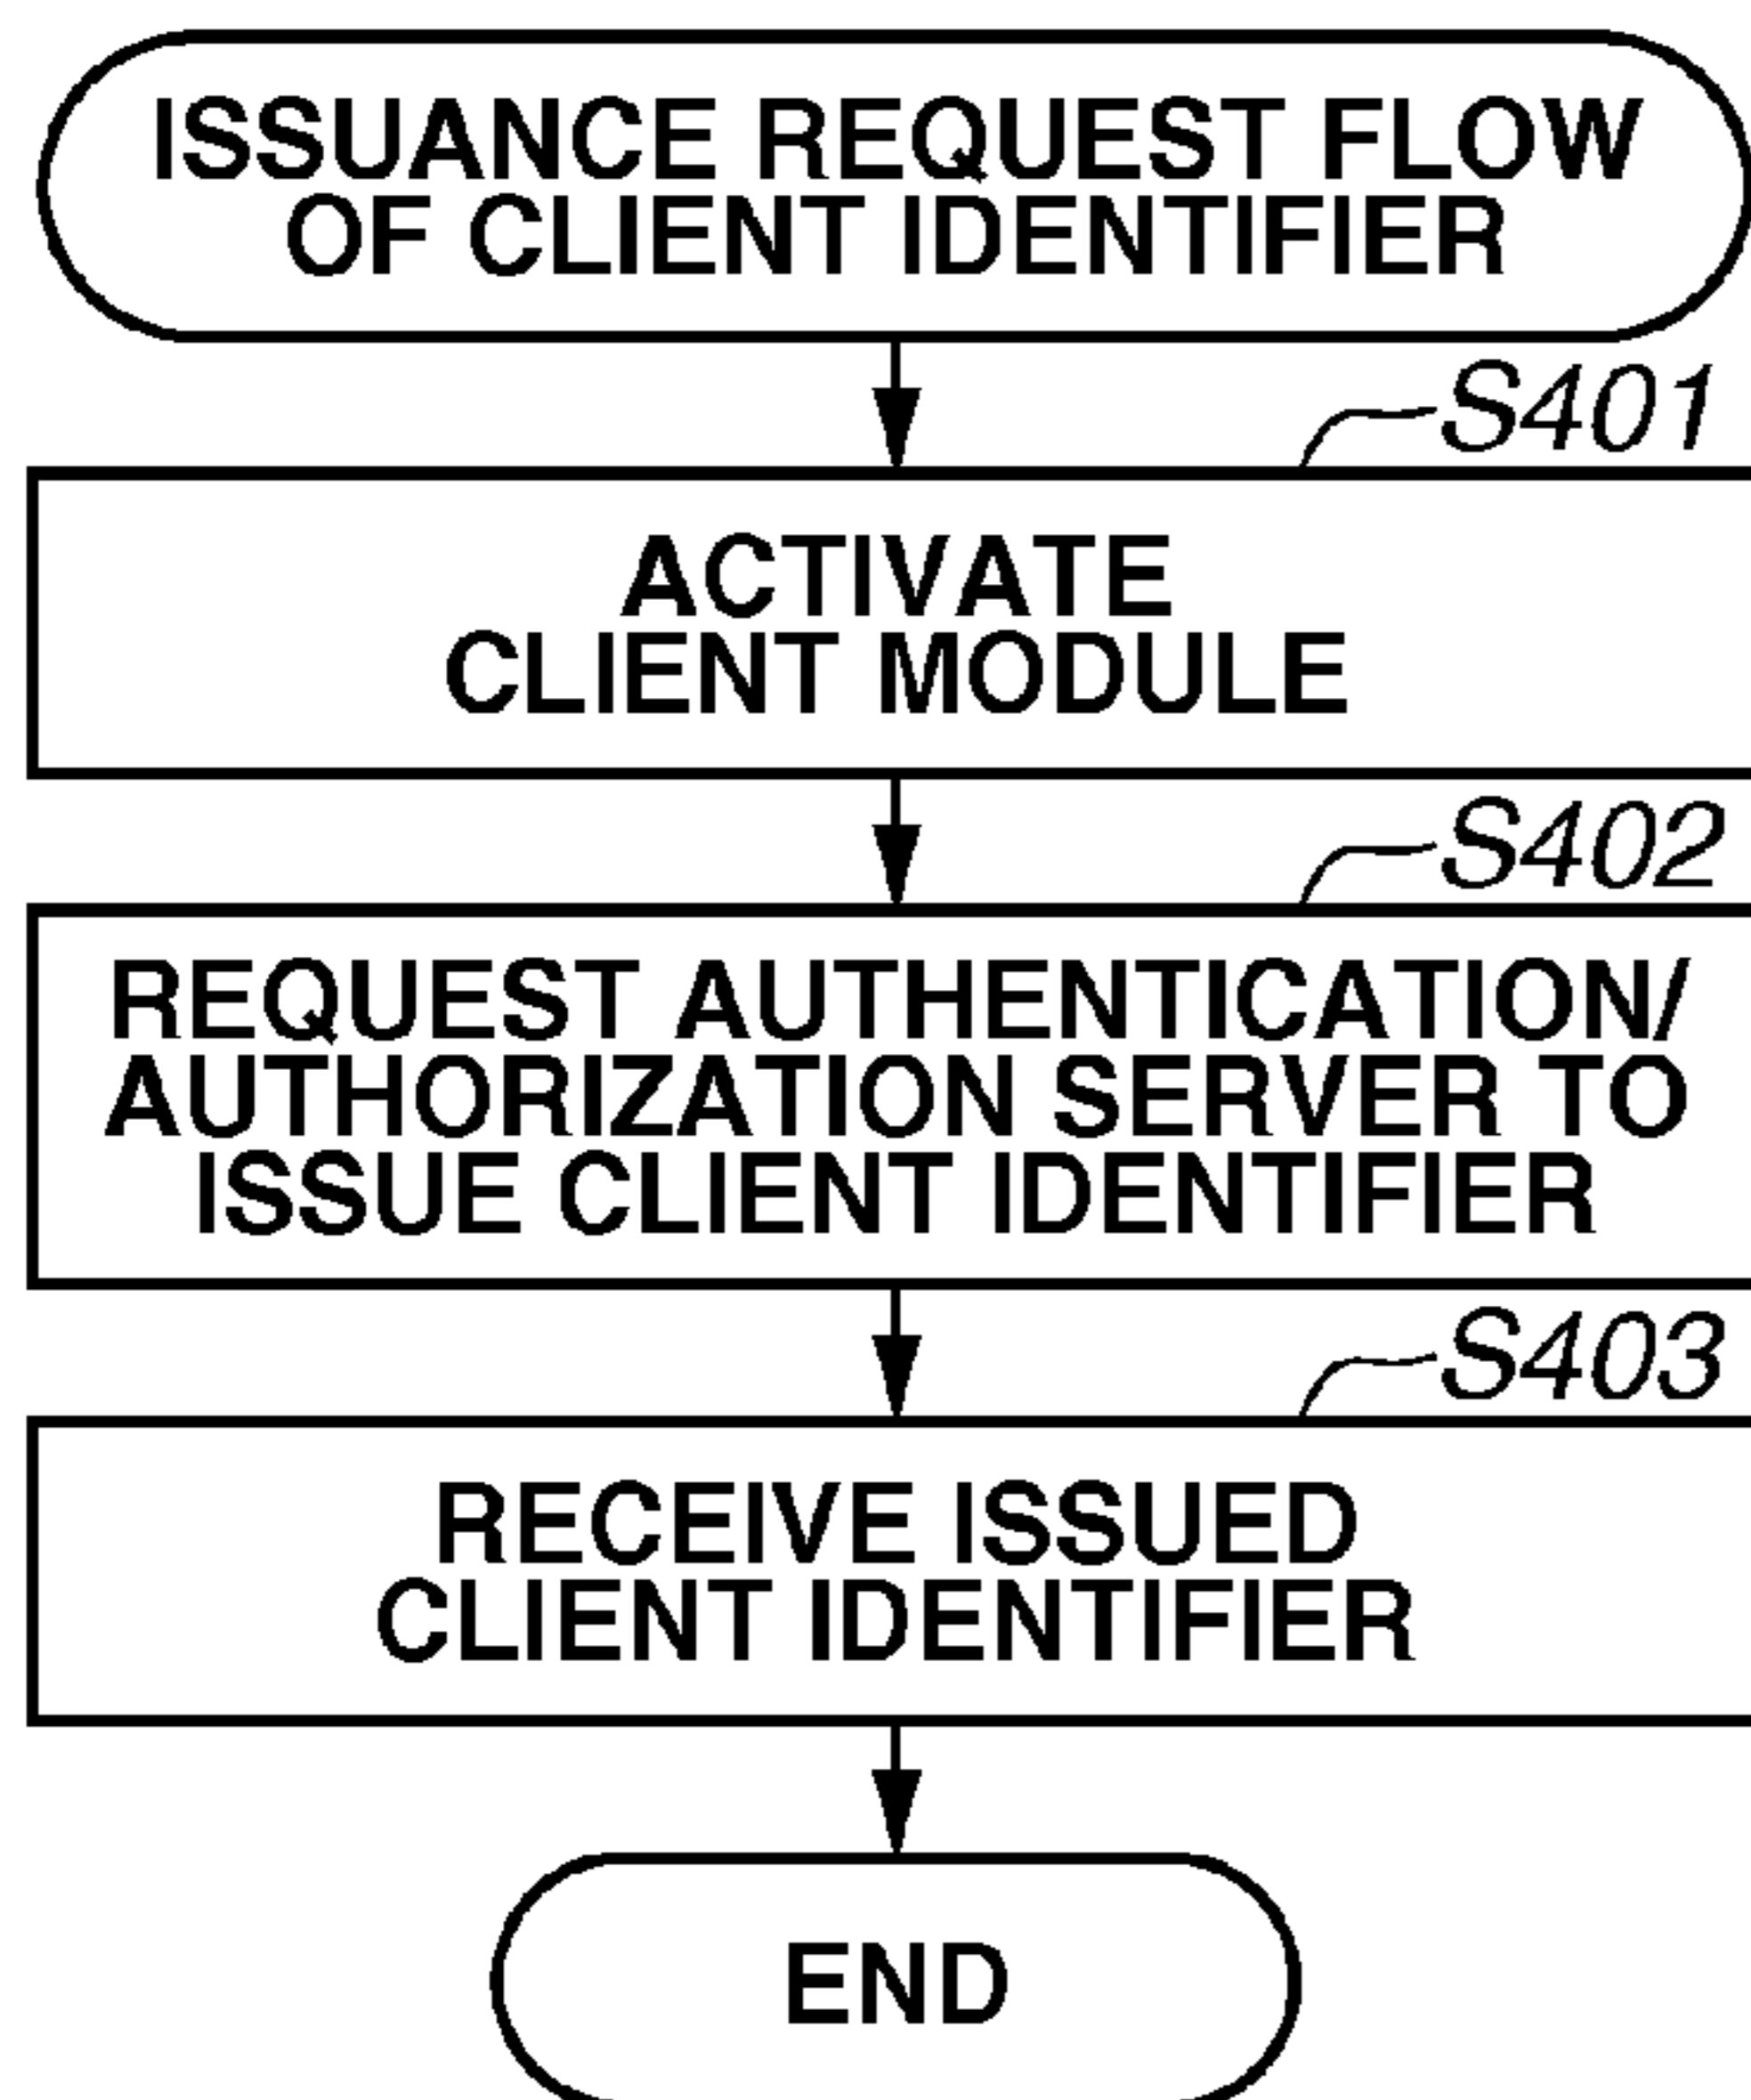 ISSUANCE REQUEST FLOW
OF CLIENT IDENTIFIER
S401
ACTIVATE
CLIENT MODULE
S402
REQUEST AUTHENTICATION/
AUTHORIZATION SERVER TO
ISSUE CLIENT IDENTIFIER
S403
RECEIVE ISSUED
CLIENT IDENTIFIER
END